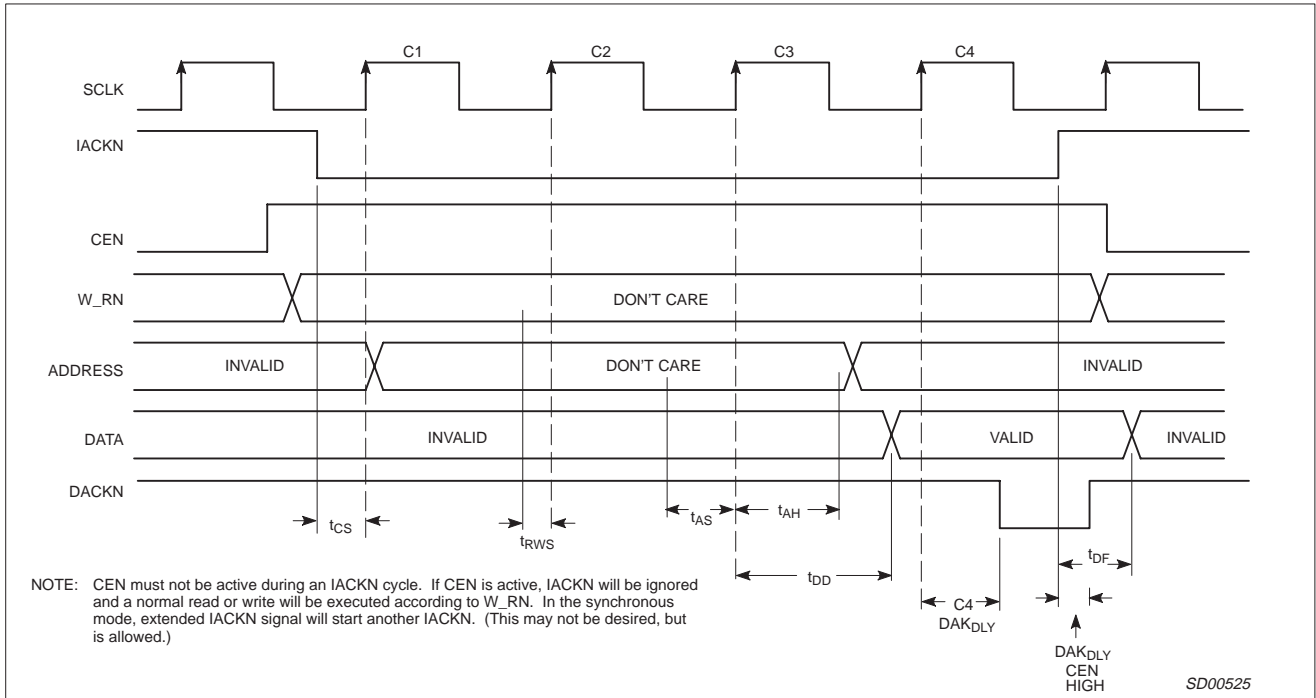 C1 C2 C3 C4
SCLK
IACKN
CEN
W_RN DON'T CARE
ADDRESS INVALID DON'T CARE INVALID
DATA INVALID VALID INVALID
DACKN
tCS tRWS tAS tAH
tDD tDF
C4
DAKDLY
DAKDLY
CEN
HIGH
NOTE: CEN must not be active during an IACKN cycle. If CEN is active, IACKN will be ignored
and a normal read or write will be executed according to W_RN. In the synchronous
mode, extended IACKN signal will start another IACKN. (This may not be desired, but
is allowed.)
SD00525